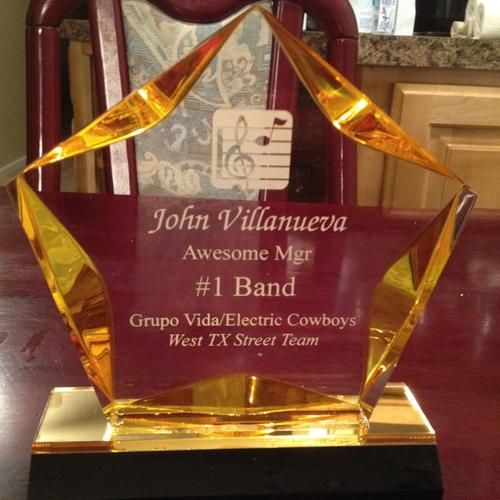 John Villanueva
Awesome Mgr
#1 Band
Grupo Vida/Electric Cowboys
West TX Street Team